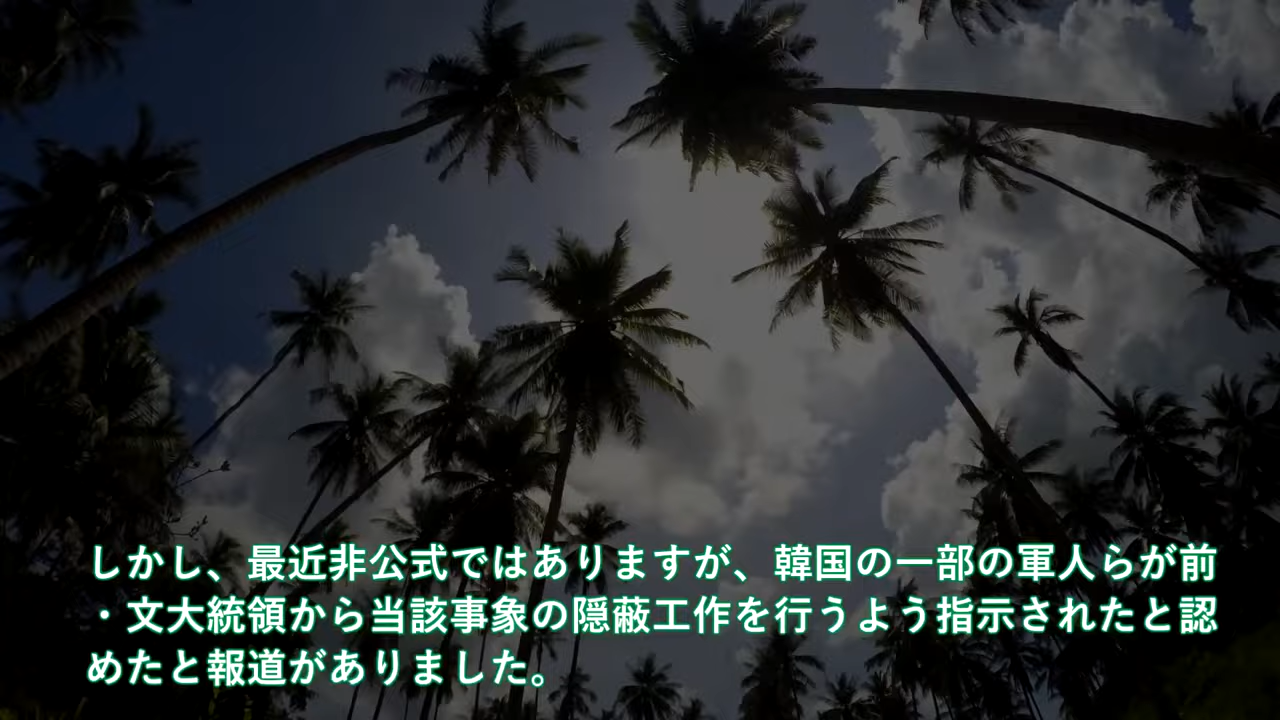 しかし、最近非公式ではありますが、韓国の一部の軍人らが前
・文大統領から当該事象の隠蔽工作を行うよう指示されたと認
めたと報道がありました。